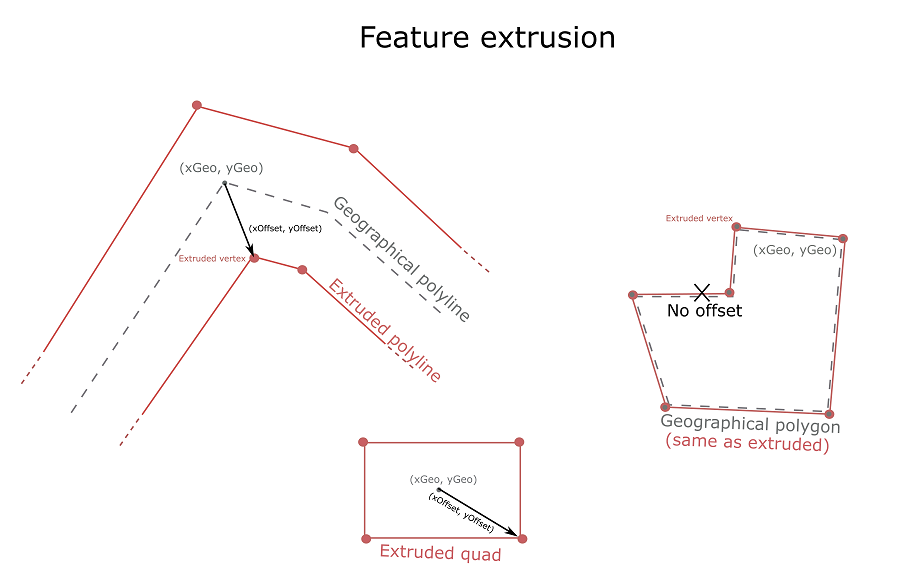 Feature extrusion
(xGeo, yGeo)
(xOffset, yOffset)
Extruded vertex
Geographical polyline
Extruded polyline
Extruded vertex
(xGeo, yGeo)
No offset
Geographical polygon
(same as extruded)
(xGeo, yGeo)
(xOffset, yOffset)
Extruded quad